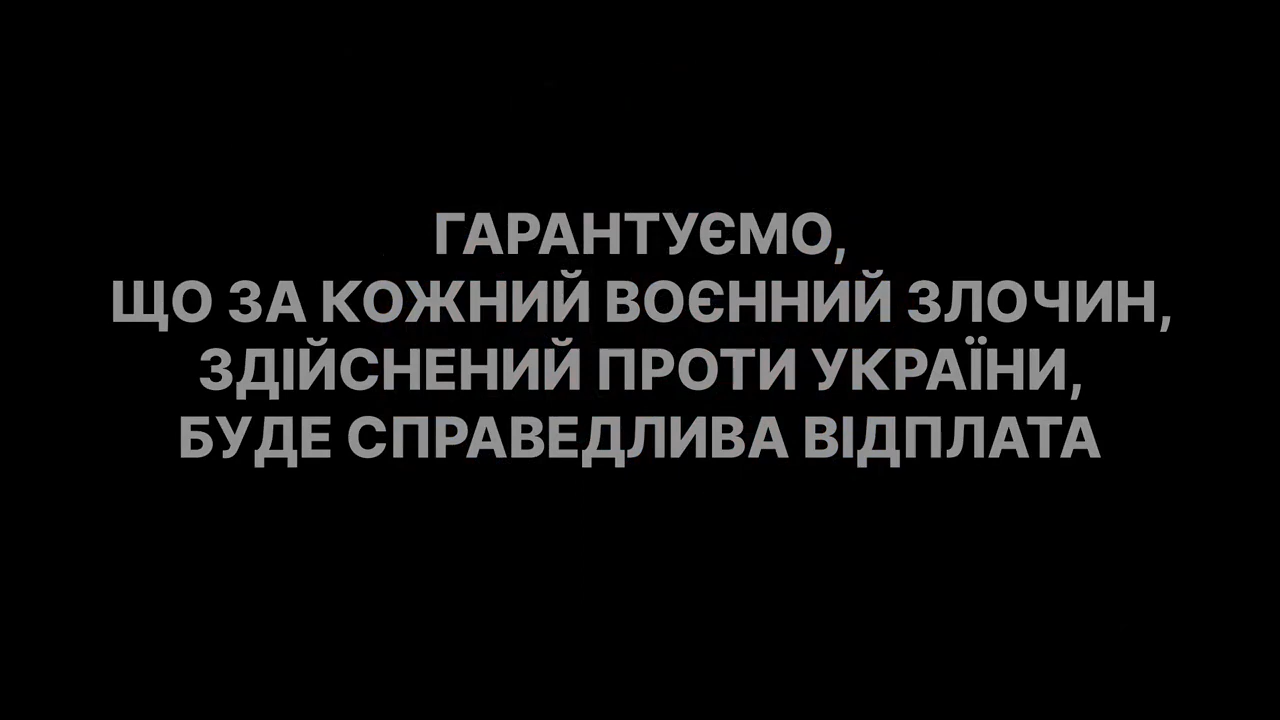 ГАРАНТУЄМО,
ЩО ЗА КОЖНИЙ ВОЄННИЙ ЗЛОЧИН,
ЗДІЙСНЕНИЙ ПРОТИ УКРАЇНИ,
БУДЕ СПРАВЕДЛИВА ВІДПЛАТА